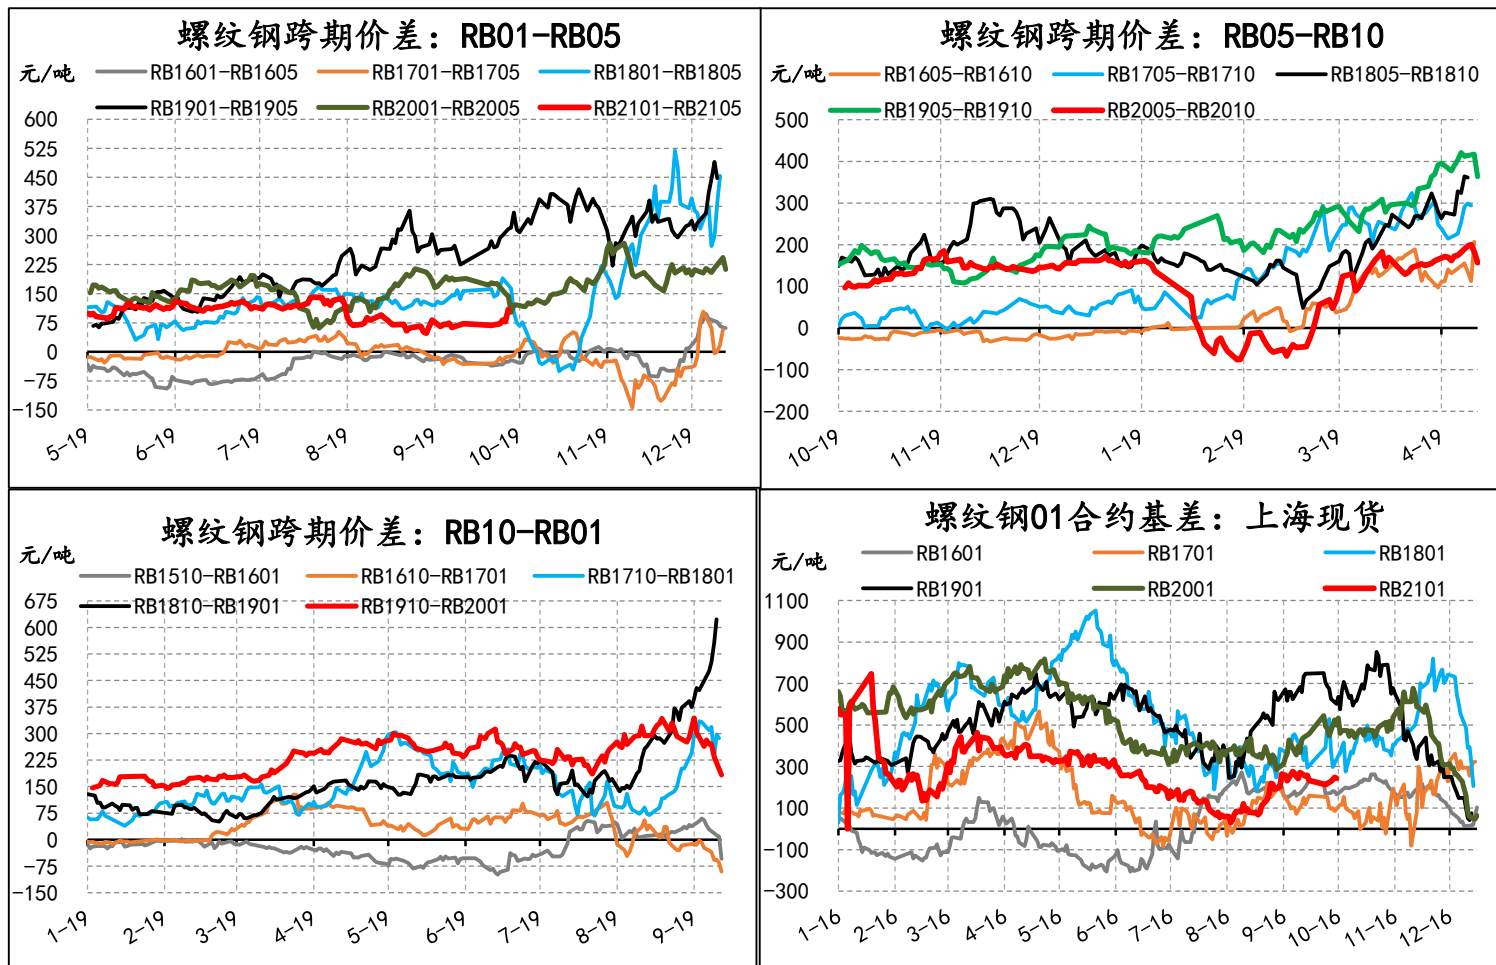 螺纹钢跨期价差：RB01-RB05
元/吨
RB1601-RB1605 RB1701-RB1705 RB1801-RB1805
RB1901-RB1905 RB2001-RB2005 RB2101-RB2105
600
525
450
375
300
225
150
75
0
-75
-150
5-19 6-19 7-19 8-19 9-19 10-19 11-19 12-19
螺纹钢跨期价差：RB05-RB10
元/吨
RB1605-RB1610 RB1705-RB1710 RB1805-RB1810
RB1905-RB1910 RB2005-RB2010
500
400
300
200
100
0
-100
-200
10-19 11-19 12-19 1-19 2-19 3-19 4-19
螺纹钢跨期价差：RB10-RB01
元/吨
RB1510-RB1601 RB1610-RB1701 RB1710-RB1801
RB1810-RB1901 RB1910-RB2001
675
600
525
450
375
300
225
150
75
0
-75
-150
1-19 2-19 3-19 4-19 5-19 6-19 7-19 8-19 9-19
螺纹钢01合约基差：上海现货
元/吨
RB1601 RB1701 RB1801
RB1901 RB2001 RB2101
1100
900
700
500
300
100
-100
-300
1-16 2-16 3-16 4-16 5-16 6-16 7-16 8-16 9-16 10-16 11-16 12-16